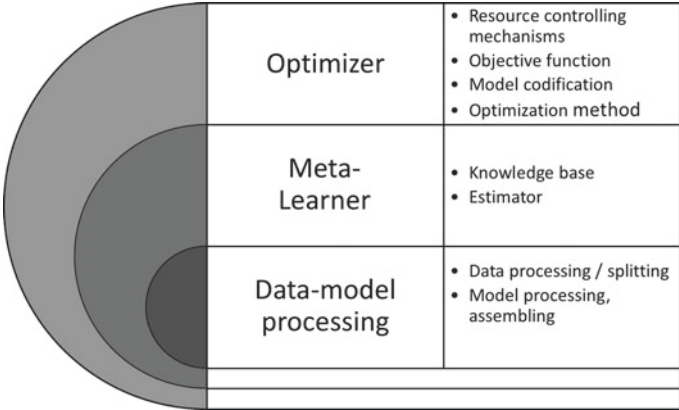 Optimizer
• Resource controlling
mechanisms
• Objective function
• Model codification
• Optimization method
Meta-
Learner
• Knowledge base
• Estimator
Data-model
processing
• Data processing / splitting
• Model processing,
assembling